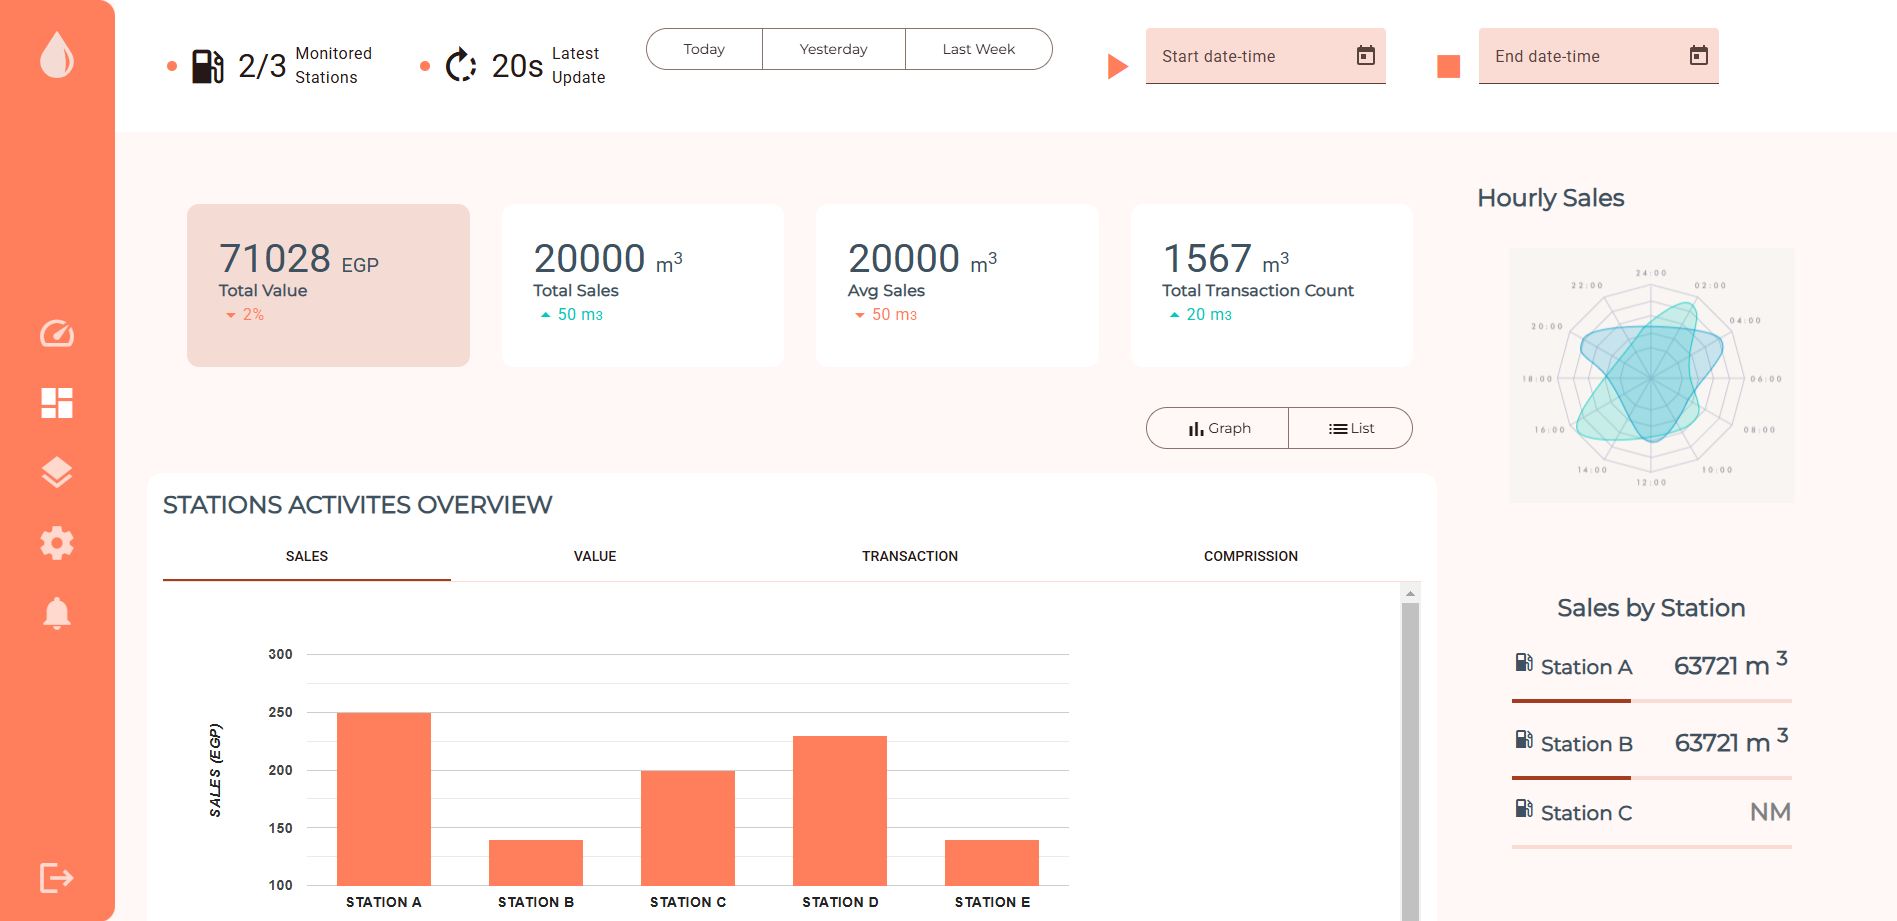 2/3 Monitored Stations
20s Latest Update
Today Yesterday Last Week
Start date-time
End date-time
71028 EGP
Total Value
2%
20000 m3
Total Sales
50 m3
20000 m3
Avg Sales
50 m3
1567 m3
Total Transaction Count
20 m3
Graph List
STATIONS ACTIVITES OVERVIEW
SALES VALUE TRANSACTION COMPRISSION
SALES (EGP)
300
250
200
150
100
STATION A STATION B STATION C STATION D STATION E
Hourly Sales
24:00
02:00
04:00
06:00
08:00
10:00
12:00
14:00
16:00
18:00
20:00
22:00
Sales by Station
Station A 63721 m 3
Station B 63721 m 3
Station C NM